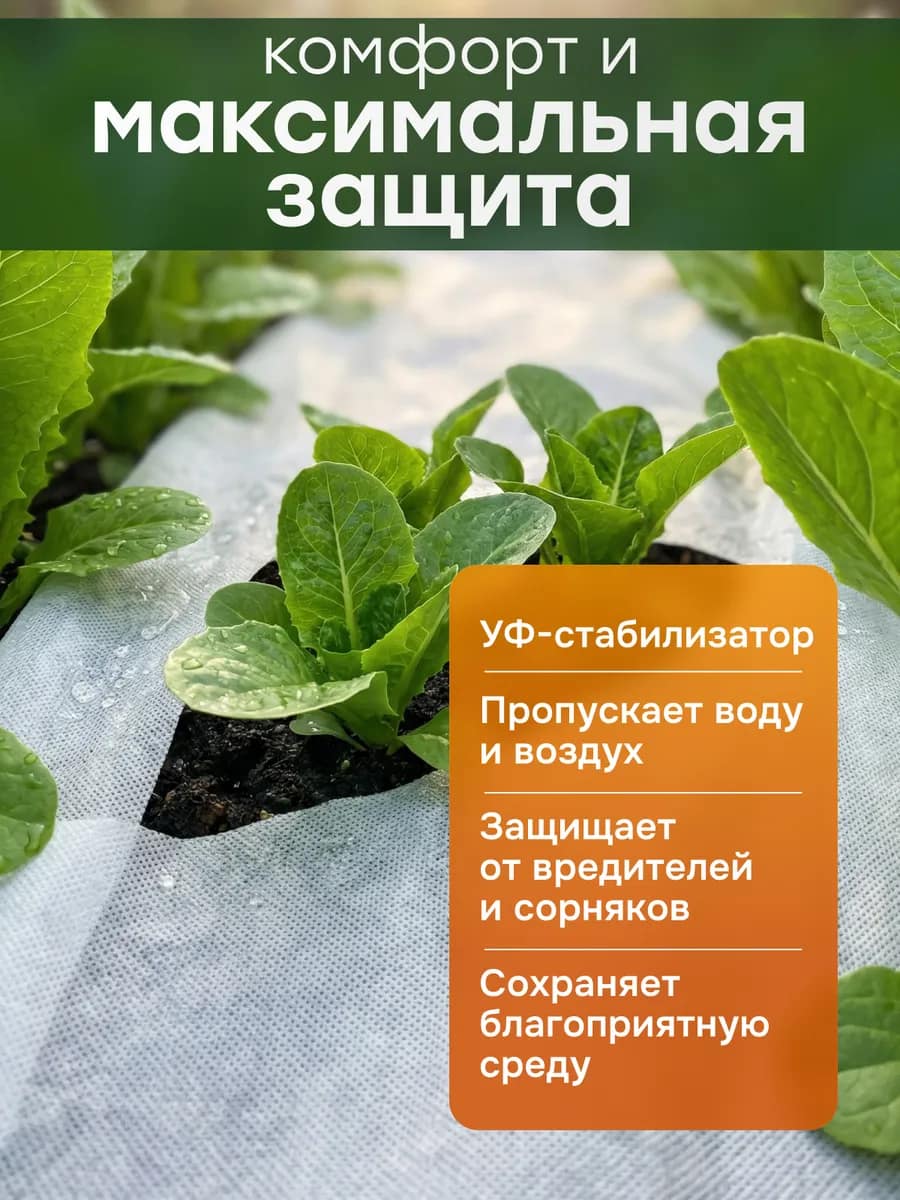 комфорт и
максимальная
защита
УФ-стабилизатор
Пропускает воду
и воздух
Защищает
от вредителей
и сорняков
Сохраняет
благоприятную
среду